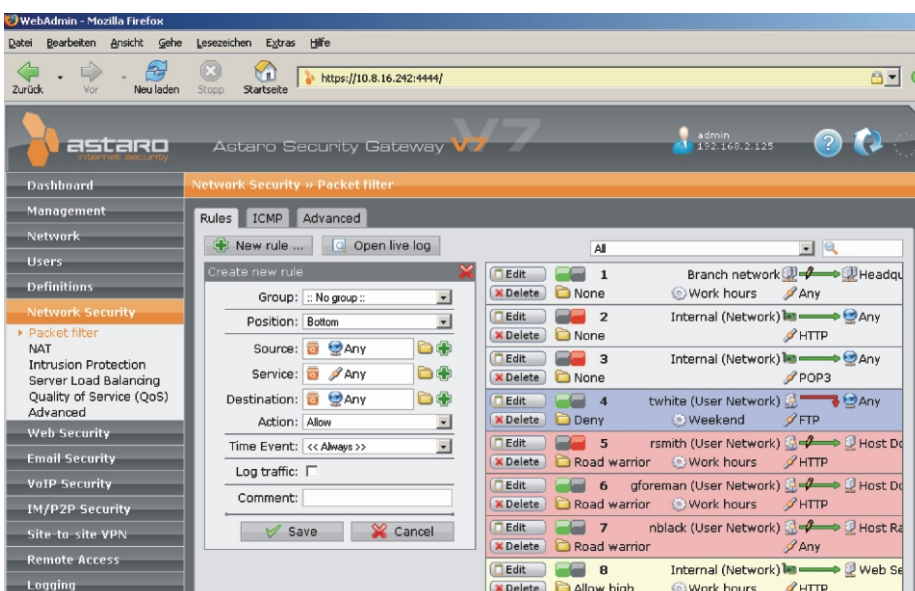 WebAdmin - Mozilla Firefox
Datei Bearbeiten Ansicht Gehe Lesezeichen Extras Hilfe
Zurück Vor Neu laden Stopp Startseite https://10.8.16.242:4444/
astaro
internet security
Astaro Security Gateway V7
admin
192.168.2.125
Dashboard
Management
Network
Users
Definitions
Network Security
Packet filter
NAT
Intrusion Protection
Server Load Balancing
Quality of Service (QoS)
Advanced
Web Security
Email Security
VoIP Security
IM/P2P Security
Site-to-site VPN
Remote Access
Logging
Network Security » Packet filter
Rules ICMP Advanced
New rule ... Open live log
All
Create new rule
Group: :: No group ::
Position: Bottom
Source: Any
Service: Any
Destination: Any
Action: Allow
Time Event: << Always >>
Log traffic:
Comment:
Save Cancel
Edit 1 Branch network Headqu
Delete None Work hours Any
Edit 2 Internal (Network) Any
Delete None HTTP
Edit 3 Internal (Network) Any
Delete None POP3
Edit 4 twhite (User Network) Any
Delete Deny Weekend FTP
Edit 5 rsmith (User Network) Host Do
Delete Road warrior Work hours HTTP
Edit 6 gforeman (User Network) Host Do
Delete Road warrior Work hours HTTP
Edit 7 nblack (User Network) Host Ra
Delete Road warrior Any
Edit 8 Internal (Network) Web Se
Delete Allow high Work hours HTTP